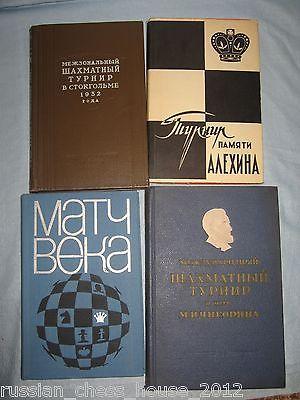 МЕЖЗОНАЛЬНЫЙ
ШАХМАТНЫЙ
ТУРНИР
В СТОКГОЛЬМЕ
1952
ГОДА
Турнир
ПАМЯТИ
АЛЕХИНА
МАТЧ
ВЕКА
МЕЖДУНАРОДНЫЙ
ШАХМАТНЫЙ
ТУРНИР
М.И.ЧИГОРИНА
russian_chess_house_2012